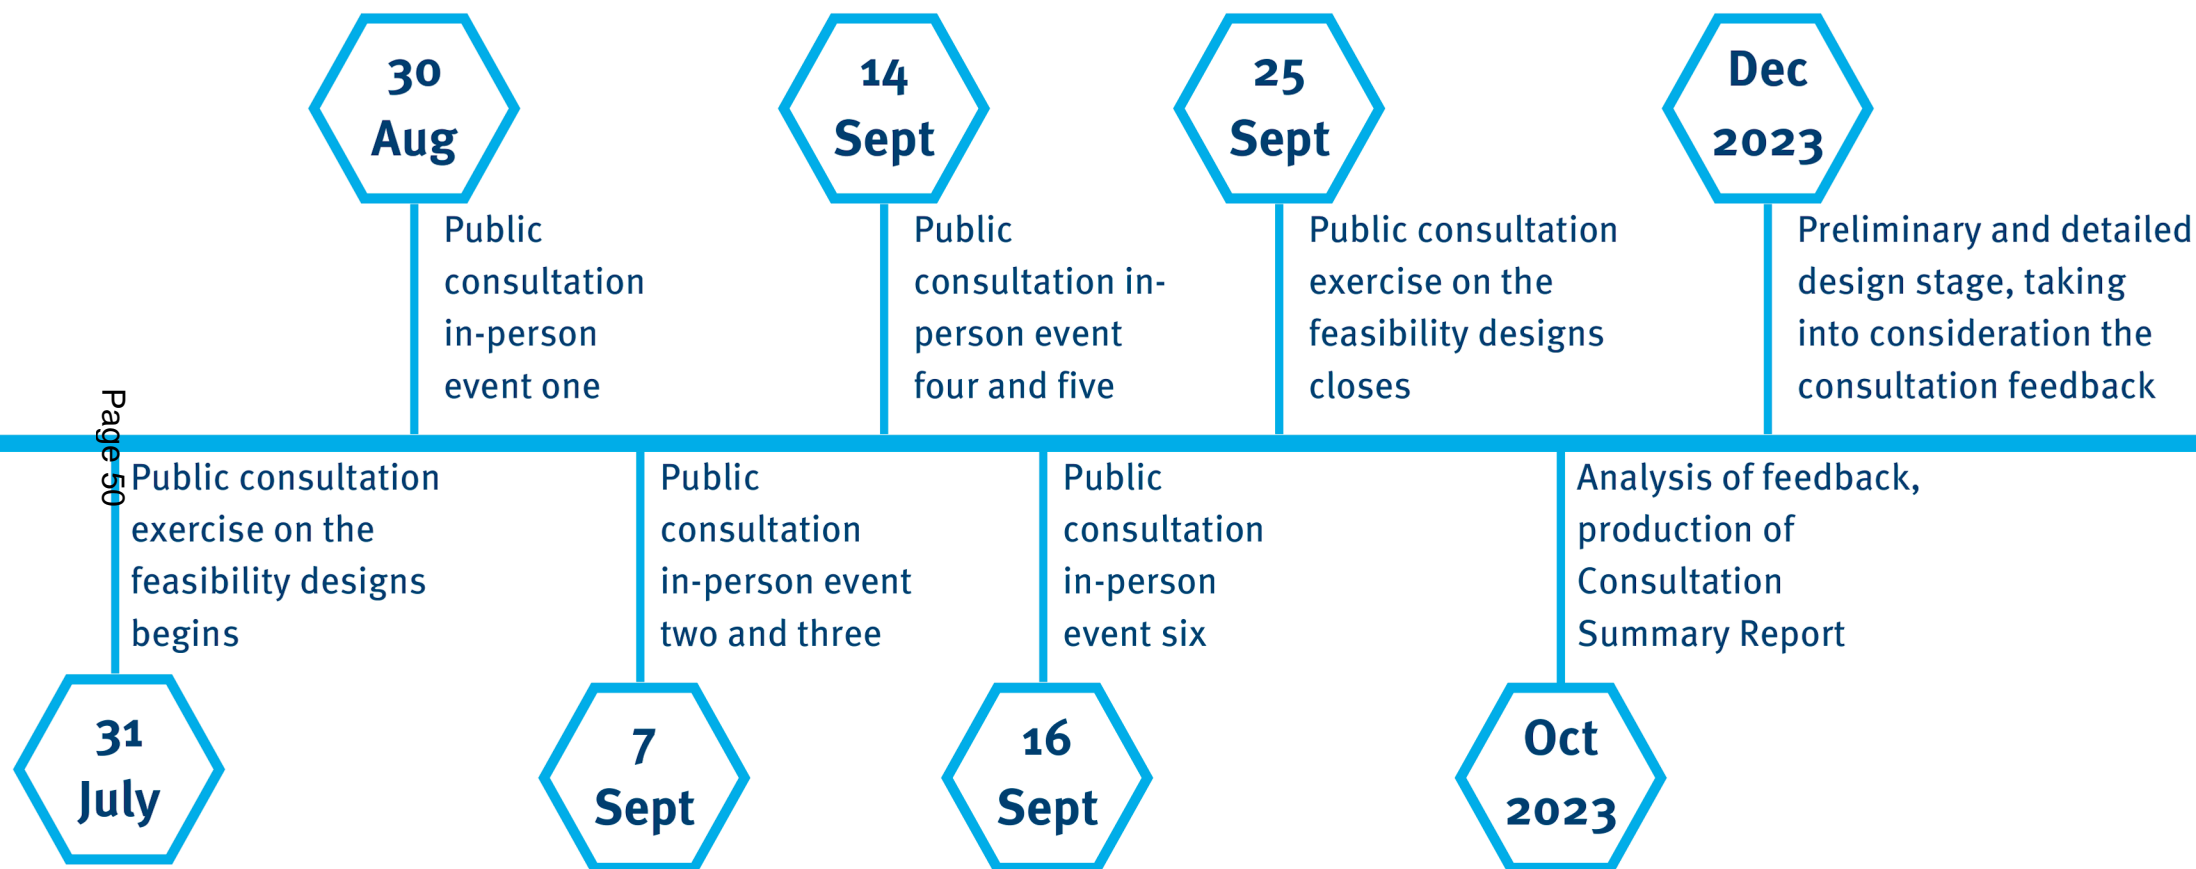 30
Aug
Public
consultation
in-person
event one
14
Sept
Public
consultation in-
person event
four and five
25
Sept
Public consultation
exercise on the
feasibility designs
closes
Dec
2023
Preliminary and detailed
design stage, taking
into consideration the
consultation feedback
Page 50
Public consultation
exercise on the
feasibility designs
begins
31
July
Public
consultation
in-person event
two and three
7
Sept
Public
consultation
in-person
event six
16
Sept
Analysis of feedback,
production of
Consultation
Summary Report
Oct
2023